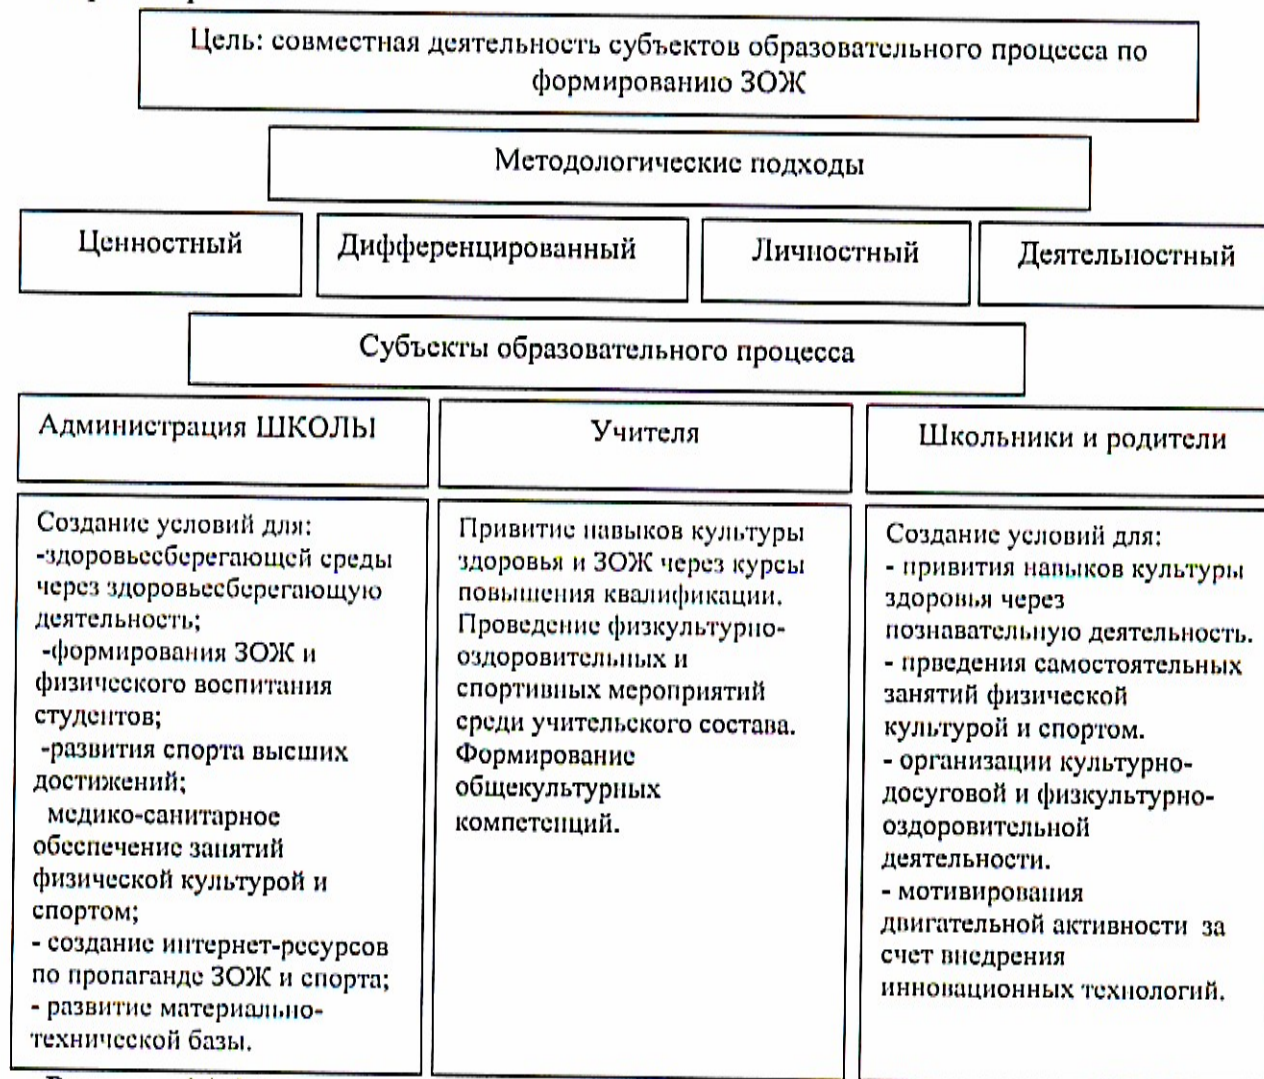 Цель: совместная деятельность субъектов образовательного процесса по
формированию ЗОЖ
Методологические подходы
Ценностный
Дифференцированный
Личностный
Деятельностный
Субъекты образовательного процесса
Администрация ШКОЛЫ
Учителя
Школьники и родители
Создание условий для:
-здоровьесберегающей среды
через здоровьесберегающую
деятельность;
-формирования ЗОЖ и
физического воспитания
студентов;
-развития спорта высших
достижений;
медико-санитарное
обеспечение занятий
физической культурой и
спортом;
- создание интернет-ресурсов
по пропаганде ЗОЖ и спорта;
- развитие материально-
технической базы.
Привитие навыков культуры
здоровья и ЗОЖ через курсы
повышения квалификации.
Проведение физкультурно-
оздоровительных и
спортивных мероприятий
среди учительского состава.
Формирование
общекультурных
компетенций.
Создание условий для:
- привития навыков культуры
здоровья через
познавательную деятельность.
- прведения самостоятельных
занятий физической
культурой и спортом.
- организации культурно-
досуговой и физкультурно-
оздоровительной
деятельности.
- мотивирования
двигательной активности за
счет внедрения
инновационных технологий.